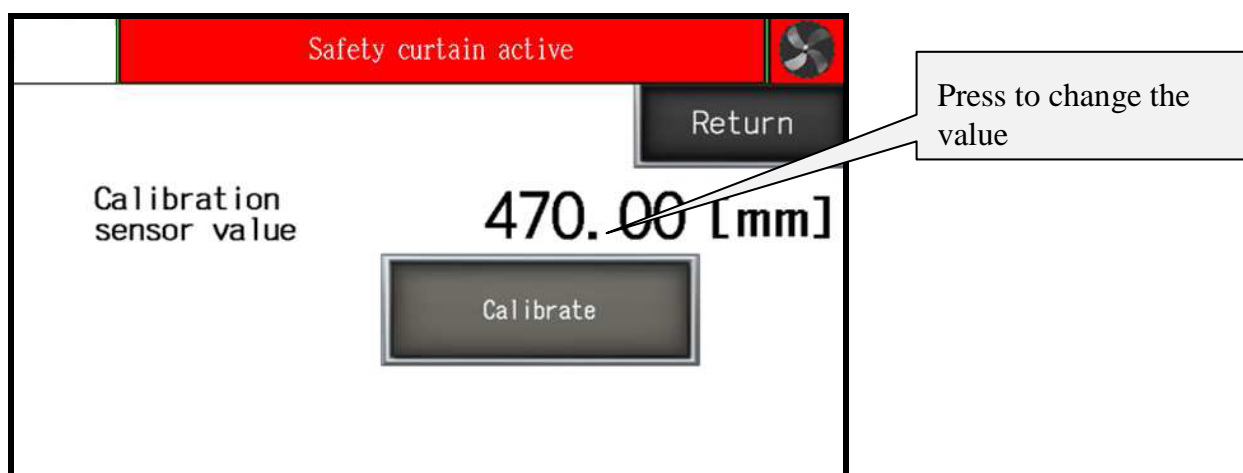 Safety curtain active
Return
Press to change the
value
Calibration
sensor value
470.00 [mm]
Calibrate